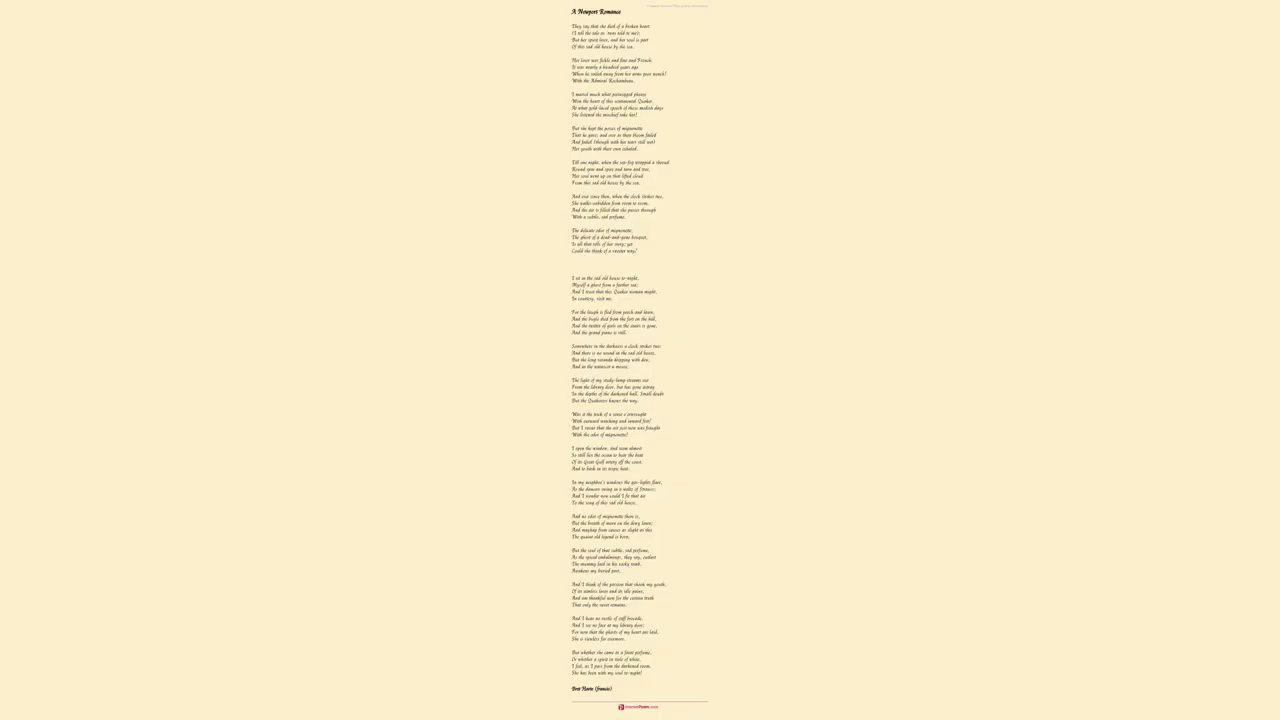 A Newport Romance
They say that she died of a broken heart
(I tell the tale as 'twas told to me);
But her spirit lives, and her soul is part
Of this sad old house by the sea.
Her lover was fickle and fine and French:
It was nearly a hundred years ago
When he sailed away from her arms poor wench!
With the Admiral Rochambeau.
I marvel much what periwigged phrase
Won the heart of this sentimental Quaker,
At what gold-laced speech of those modish days
She listened the mischief take her!
But she kept the posies of mignonette
That he gave; and ever as their bloom failed
And faded (though with her tears still wet)
Her youth with their own exhaled.
Till one night, when the sea-fog wrapped a shroud
Round spar and spire and tarn and tree,
Her soul went up on that lifted cloud
From this sad old house by the sea.
And ever since then, when the clock strikes two,
She walks unbidden from room to room,
And the air is filled that she passes through
With a subtle, sad perfume.
The delicate odor of mignonette,
The ghost of a dead-and-gone bouquet,
Is all that tells of her story; yet
Could she think of a sweeter way?
I sit in the sad old house to-night,
Myself a ghost from a farther sea;
And I trust that this Quaker woman might,
In courtesy, visit me.
For the laugh is fled from porch and lawn,
And the bugle died from the fort on the hill,
And the twitter of girls on the stairs is gone,
And the grand piano is still.
Somewhere in the darkness a clock strikes two:
And there is no sound in the sad old house,
But the long veranda dripping with dew,
And in the wainscot a mouse.
The light of my study-lamp streams out
From the library door, but has gone astray
In the depths of the darkened hall. Small doubt
But the Quakeress knows the way.
Was it the trick of a sense o'erwrought
With outward watching and inward fret?
But I swear that the air just now was fraught
With the odor of mignonette!
I open the window, and seem almost
So still lies the ocean to hear the beat
Of its Great Gulf artery off the coast,
And to bask in its tropic heat.
In my neighbor's windows the gas-lights flare,
As the dancers swing in a waltz of Strauss;
And I wonder now could I fit that air
To the song of this sad old house.
And no odor of mignonette there is,
But the breath of morn on the dewy lawn;
And mayhap from causes as slight as this
The quaint old legend is born.
But the soul of that subtle, sad perfume,
As the spiced embalmings, they say, outlast
The mummy laid in his rocky tomb,
Awakens my buried past.
And I think of the passion that shook my youth,
Of its aimless loves and its idle pains,
And am thankful now for the certain truth
That only the sweet remains.
And I hear no rustle of stiff brocade,
And I see no face at my library door;
For now that the ghosts of my heart are laid,
She is viewless for evermore.
But whether she came as a faint perfume,
Or whether a spirit in stole of white,
I feel, as I pass from the darkened room,
She has been with my soul to-night!
Bret Harte (francis)
InternetPoem.com